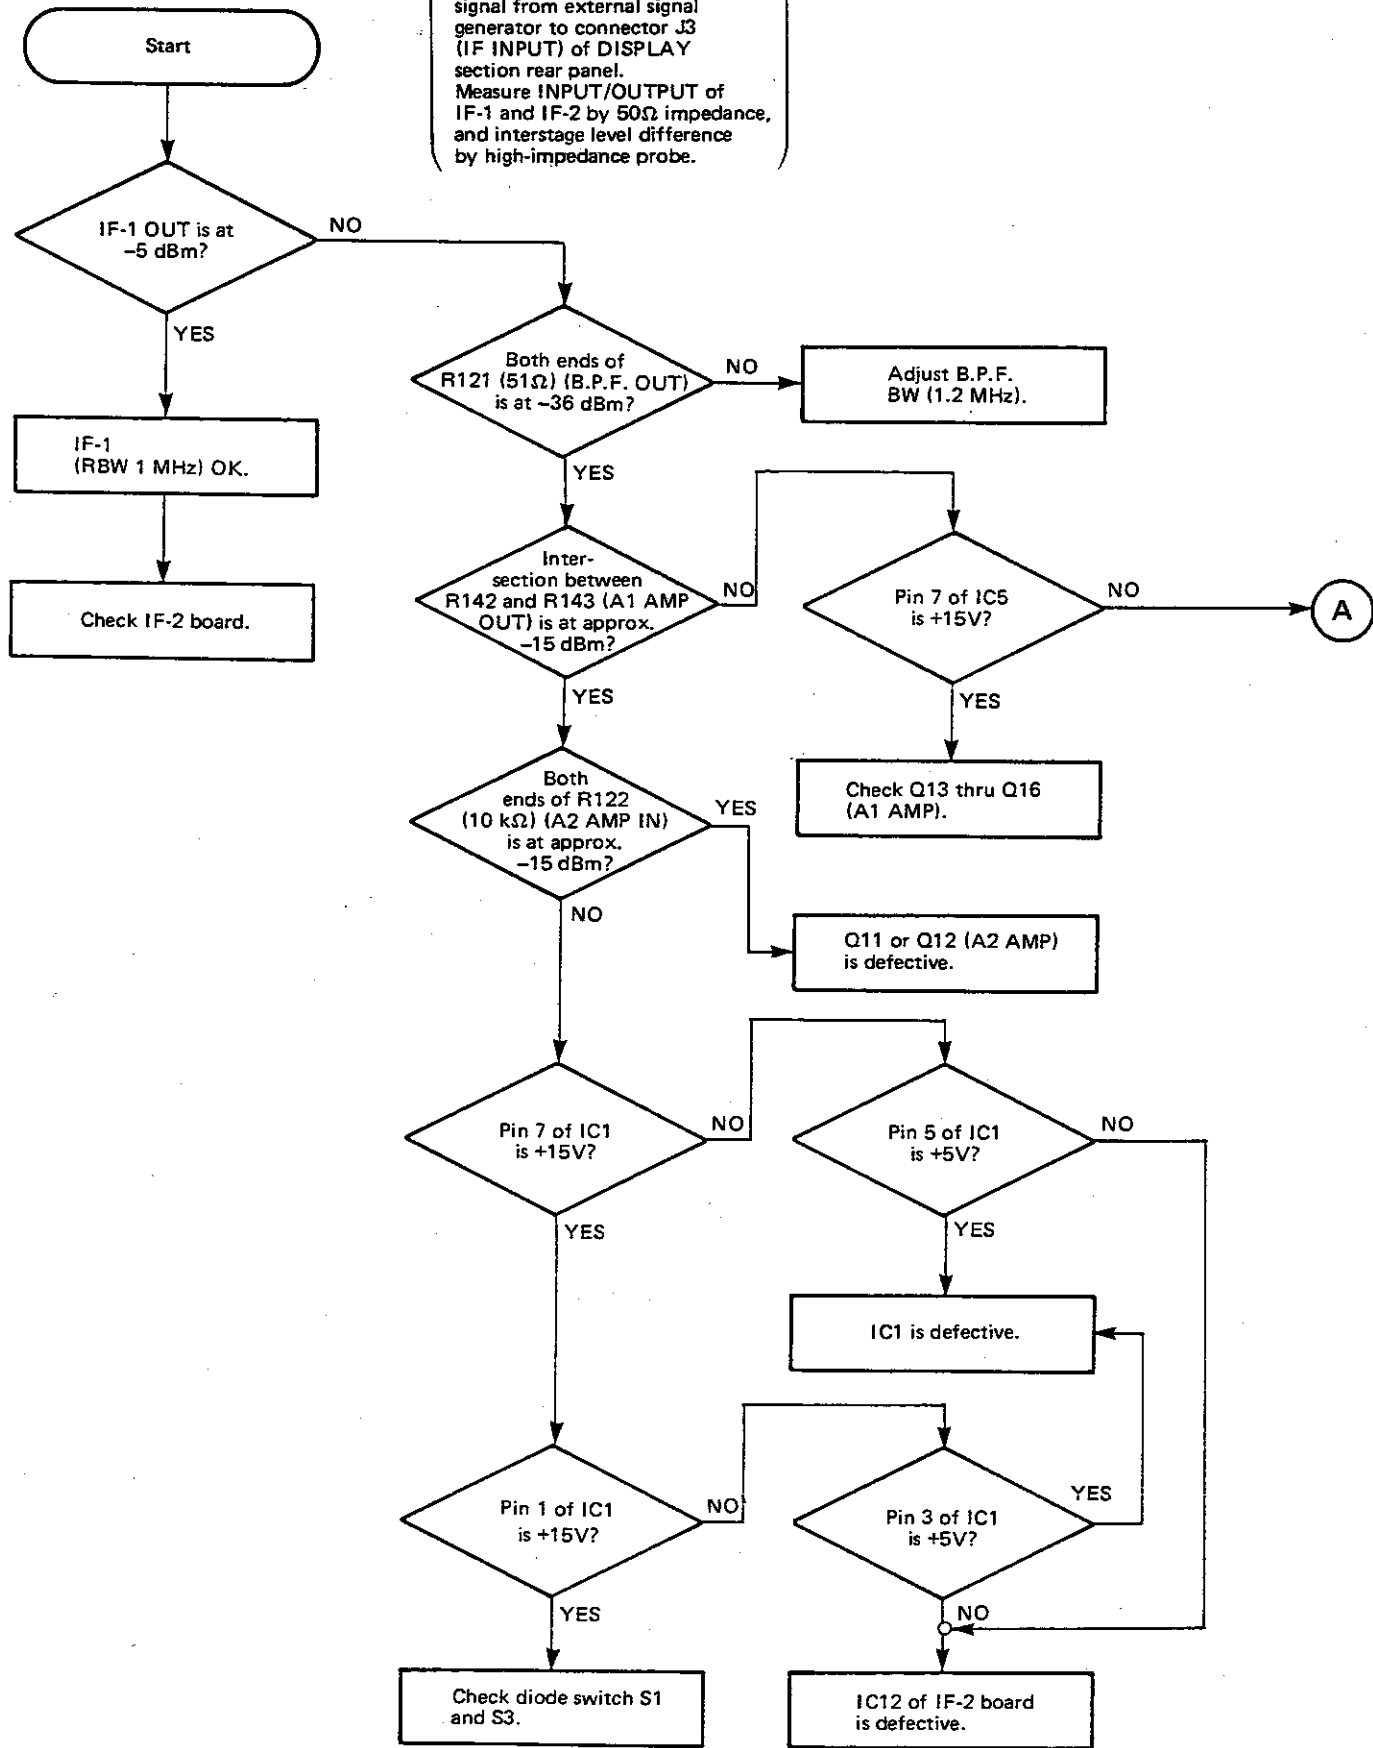 signal from external signal
generator to connector J3
(IF INPUT) of DISPLAY
section rear panel.
Measure INPUT/OUTPUT of
IF-1 and IF-2 by 50Ω impedance,
and interstage level difference
by high-impedance probe.
Start
IF-1 OUT is at
–5 dBm?
NO
YES
IF-1
(RBW 1 MHz) OK.
Check IF-2 board.
Both ends of
R121 (51Ω) (B.P.F. OUT)
is at –36 dBm?
NO
Adjust B.P.F.
BW (1.2 MHz).
YES
Inter-
section between
R142 and R143 (A1 AMP
OUT) is at approx.
–15 dBm?
NO
Pin 7 of IC5
is +15V?
NO
A
YES
Check Q13 thru Q16
(A1 AMP).
YES
Both
ends of R122
(10 kΩ) (A2 AMP IN)
is at approx.
–15 dBm?
YES
Q11 or Q12 (A2 AMP)
is defective.
NO
Pin 7 of IC1
is +15V?
NO
Pin 5 of IC1
is +5V?
NO
YES
YES
IC1 is defective.
Pin 1 of IC1
is +15V?
NO
Pin 3 of IC1
is +5V?
YES
YES
NO
Check diode switch S1
and S3.
IC12 of IF-2 board
is defective.